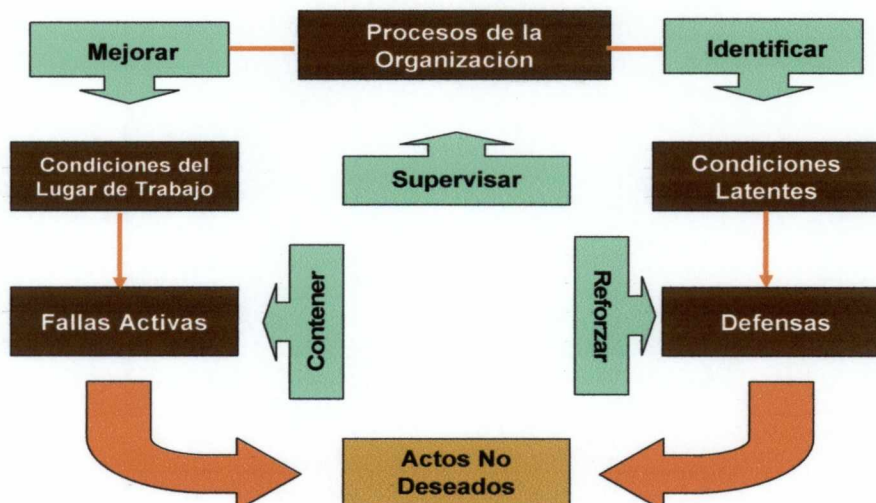 Mejorar
Procesos de la
Organización
Identificar
Condiciones del
Lugar de Trabajo
Supervisar
Condiciones
Latentes
Fallas Activas
Contener
Reforzar
Defensas
Actos No
Deseados